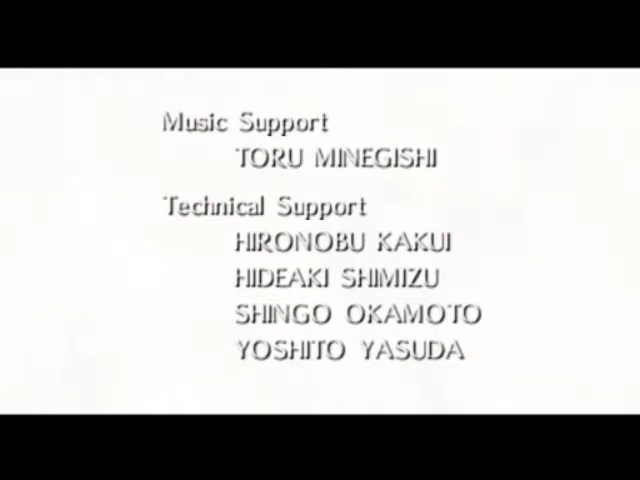 Music Support
TORU MINEGISHI
Technical Support
HIRONOBU KAKUI
HIDEAKI SHIMIZU
SHINGO OKAMOTO
YOSHITO YASUDA